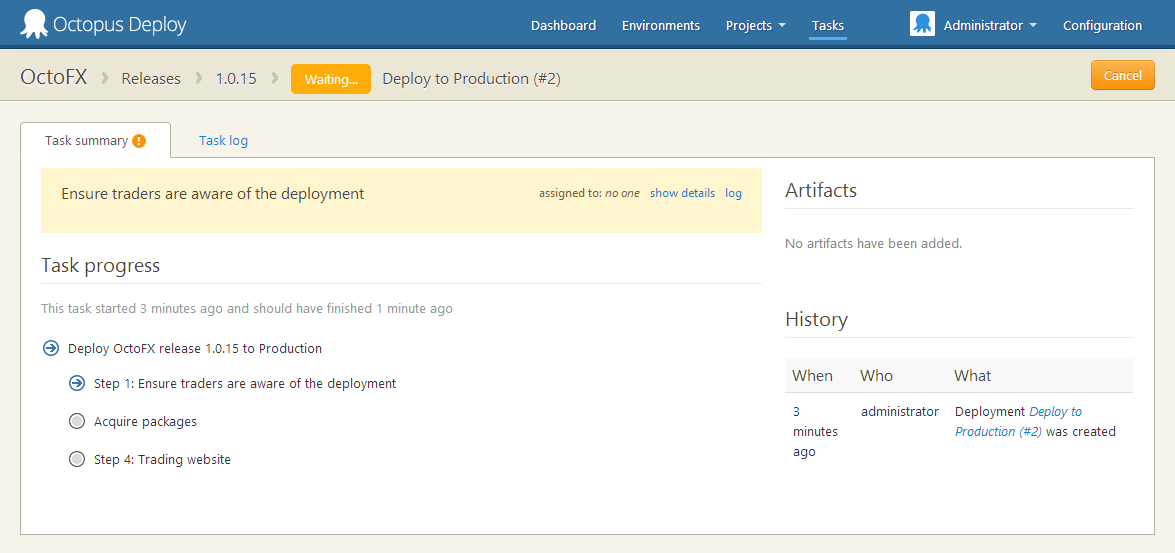 Octopus Deploy Dashboard Environments Projects Tasks Administrator Configuration
OctoFX Releases 1.0.15 Waiting... Deploy to Production (#2) Cancel
Task summary ! Task log
Ensure traders are aware of the deployment assigned to: no one show details log
Task progress
This task started 3 minutes ago and should have finished 1 minute ago
Deploy OctoFX release 1.0.15 to Production
Step 1: Ensure traders are aware of the deployment
Acquire packages
Step 4: Trading website
Artifacts
No artifacts have been added.
History
When Who What
3 administrator Deployment Deploy to
minutes Production (#2) was created
ago